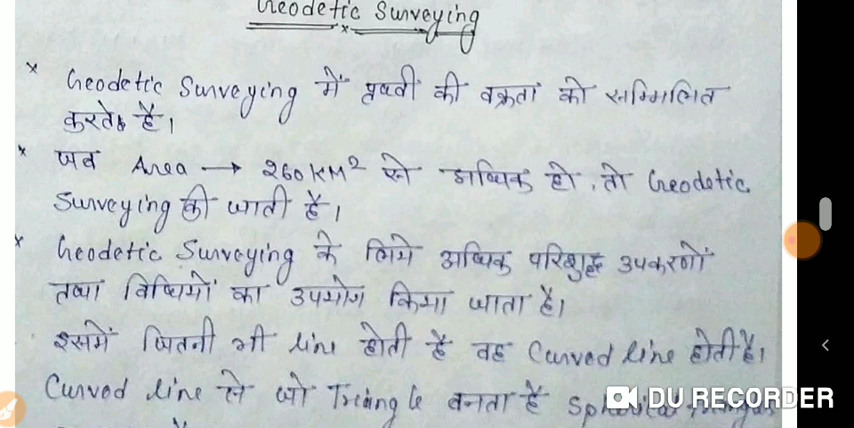 Geodetic Surveying
Geodetic Surveying में पृथ्वी की वक्रता को सम्मिलित
करते है।
जब Area → 260 KM² से अधिक हो, तो Geodetic
Surveying की जाती है।
Geodetic Surveying के लिये अधिक परिशुद्ध उपकरणों
तथा विधियों का उपयोग किया जाता है।
इसमें जितनी भी line होती है वह Curved line होती है।
Curved line से जो Triangle बनता है Spherical
DU RECORDER